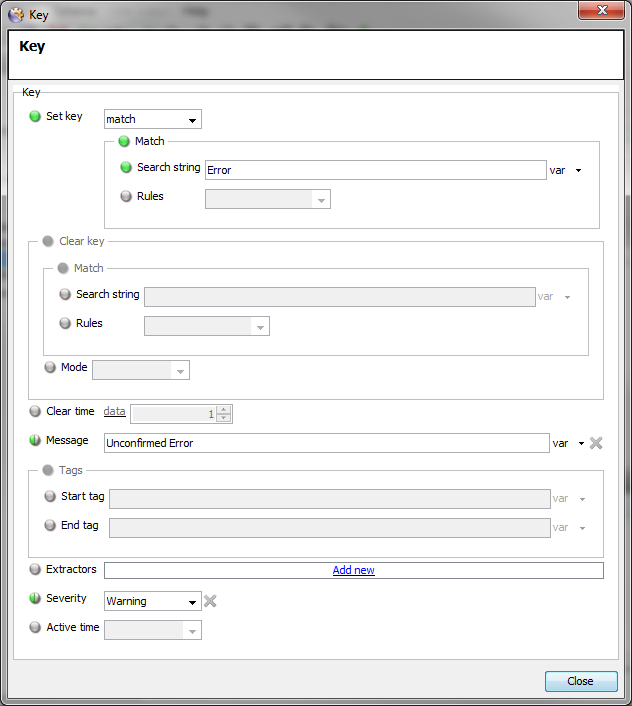 Key
Key
Key
Set key match
Match
Search string Error var
Rules
Clear key
Match
Search string var
Rules
Mode
Clear time data 1
Message Unconfirmed Error var
Tags
Start tag var
End tag var
Extractors Add new
Severity Warning
Active time
Close